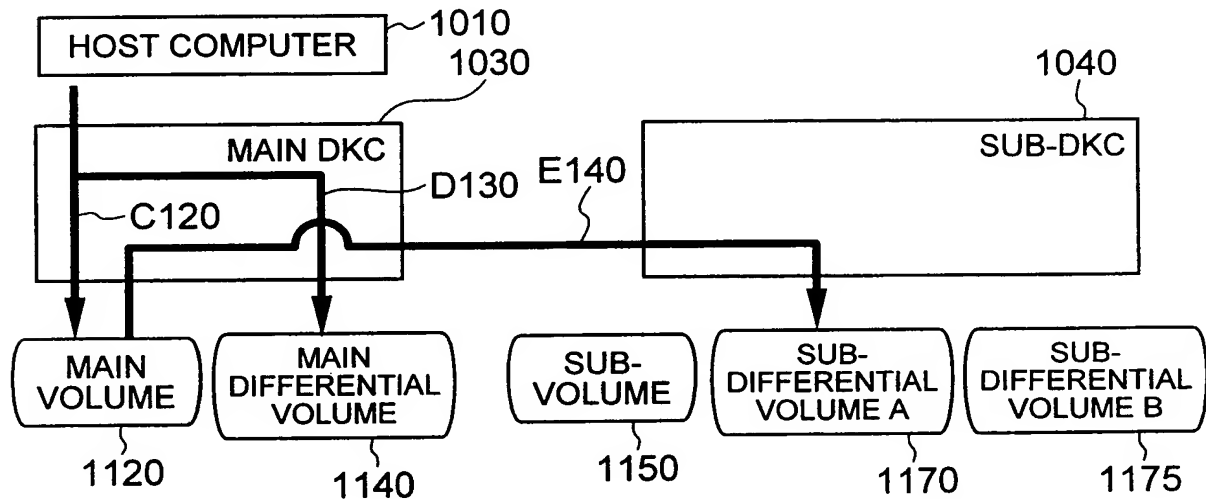 HOST COMPUTER
1010
1030
1040
MAIN DKC
SUB-DKC
D130
E140
C120
MAIN
VOLUME
MAIN
DIFFERENTIAL
VOLUME
SUB-
VOLUME
SUB-
DIFFERENTIAL
VOLUME A
SUB-
DIFFERENTIAL
VOLUME B
1120
1140
1150
1170
1175